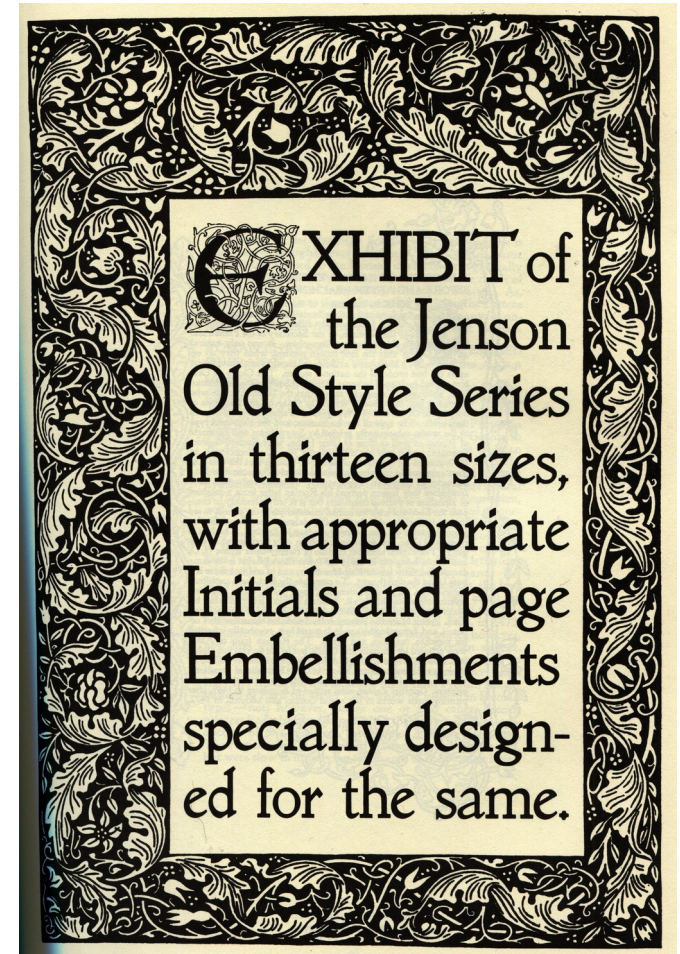 EXHIBIT of
the Jenson
Old Style Series
in thirteen sizes,
with appropriate
Initials and page
Embellishments
specially design-
ed for the same.